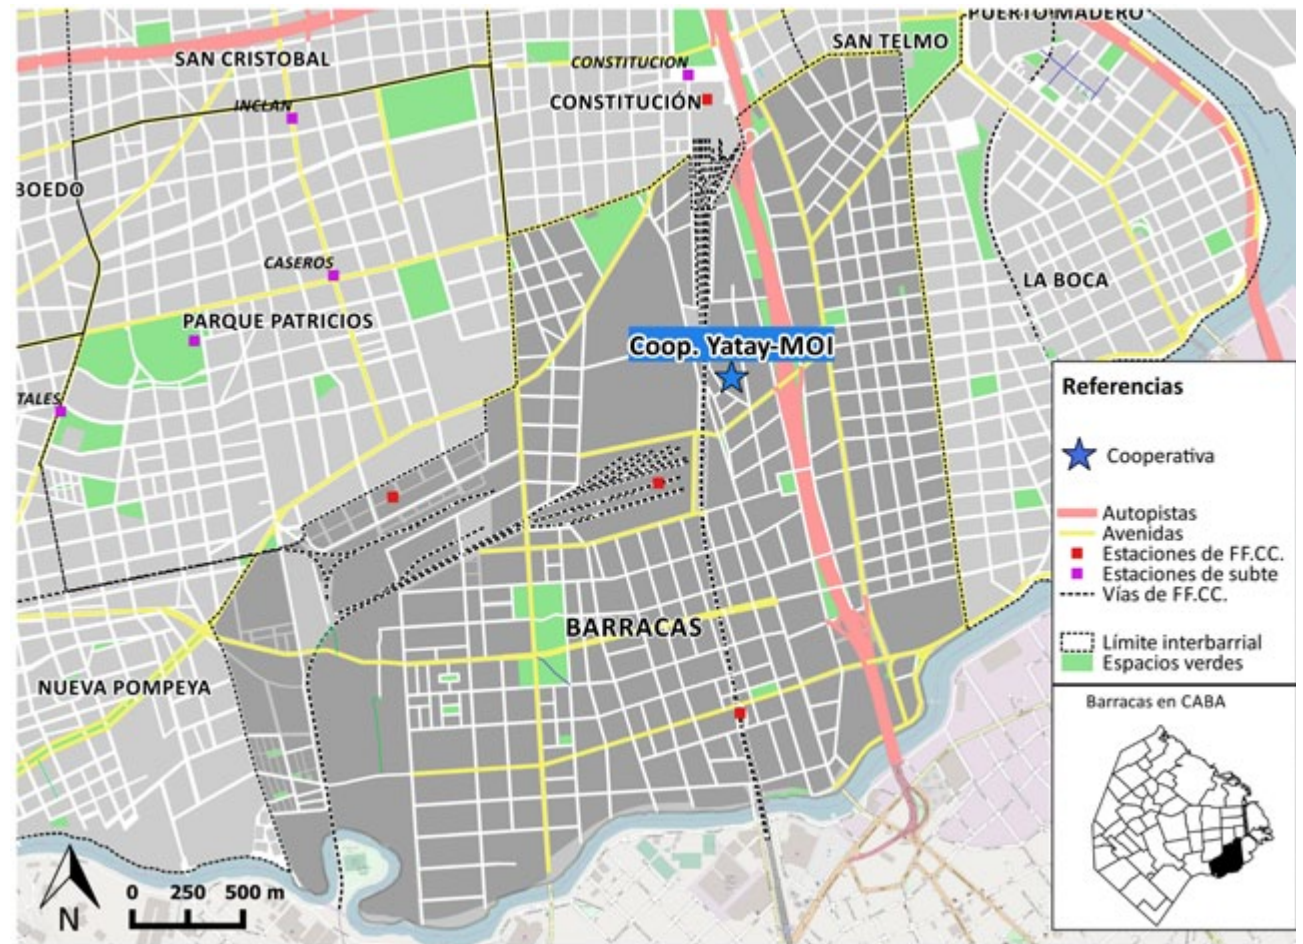 PUERTO MADERO
SAN TELMO
SAN CRISTOBAL
CONSTITUCION
CONSTITUCIÓN
INCLAN
BOEDO
CASEROS
LA BOCA
PARQUE PATRICIOS
Coop. Yatay-MOI
TALES
BARRACAS
NUEVA POMPEYA
0 250 500 m
N
Referencias
Cooperativa
Autopistas
Avenidas
Estaciones de FF.CC.
Estaciones de subte
Vías de FF.CC.
Límite interbarrial
Espacios verdes
Barracas en CABA